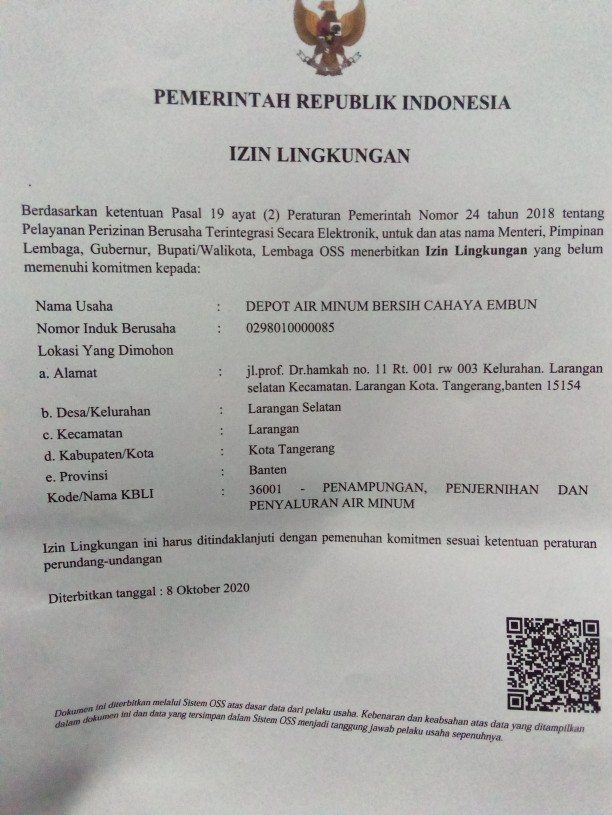 PEMERINTAH REPUBLIK INDONESIA
IZIN LINGKUNGAN
Berdasarkan ketentuan Pasal 19 ayat (2) Peraturan Pemerintah Nomor 24 tahun 2018 tentang
Pelayanan Perizinan Berusaha Terintegrasi Secara Elektronik, untuk dan atas nama Menteri, Pimpinan
Lembaga, Gubernur, Bupati/Walikota, Lembaga OSS menerbitkan Izin Lingkungan yang belum
memenuhi komitmen kepada:
Nama Usaha : DEPOT AIR MINUM BERSIH CAHAYA EMBUN
Nomor Induk Berusaha : 0298010000085
Lokasi Yang Dimohon
a. Alamat : jl.prof. Dr.hamkah no. 11 Rt. 001 rw 003 Kelurahan. Larangan
selatan Kecamatan. Larangan Kota. Tangerang,banten 15154
b. Desa/Kelurahan : Larangan Selatan
c. Kecamatan : Larangan
d. Kabupaten/Kota : Kota Tangerang
e. Provinsi : Banten
Kode/Nama KBLI : 36001 - PENAMPUNGAN, PENJERNIHAN DAN
PENYALURAN AIR MINUM
Izin Lingkungan ini harus ditindaklanjuti dengan pemenuhan komitmen sesuai ketentuan peraturan
perundang-undangan
Diterbitkan tanggal : 8 Oktober 2020
Dokumen ini diterbitkan melalui Sistem OSS atas dasar data dari pelaku usaha. Kebenaran dan keabsahan atas data yang ditampilkan
dalam dokumen ini dan data yang tersimpan dalam Sistem OSS menjadi tanggung jawab pelaku usaha sepenuhnya.